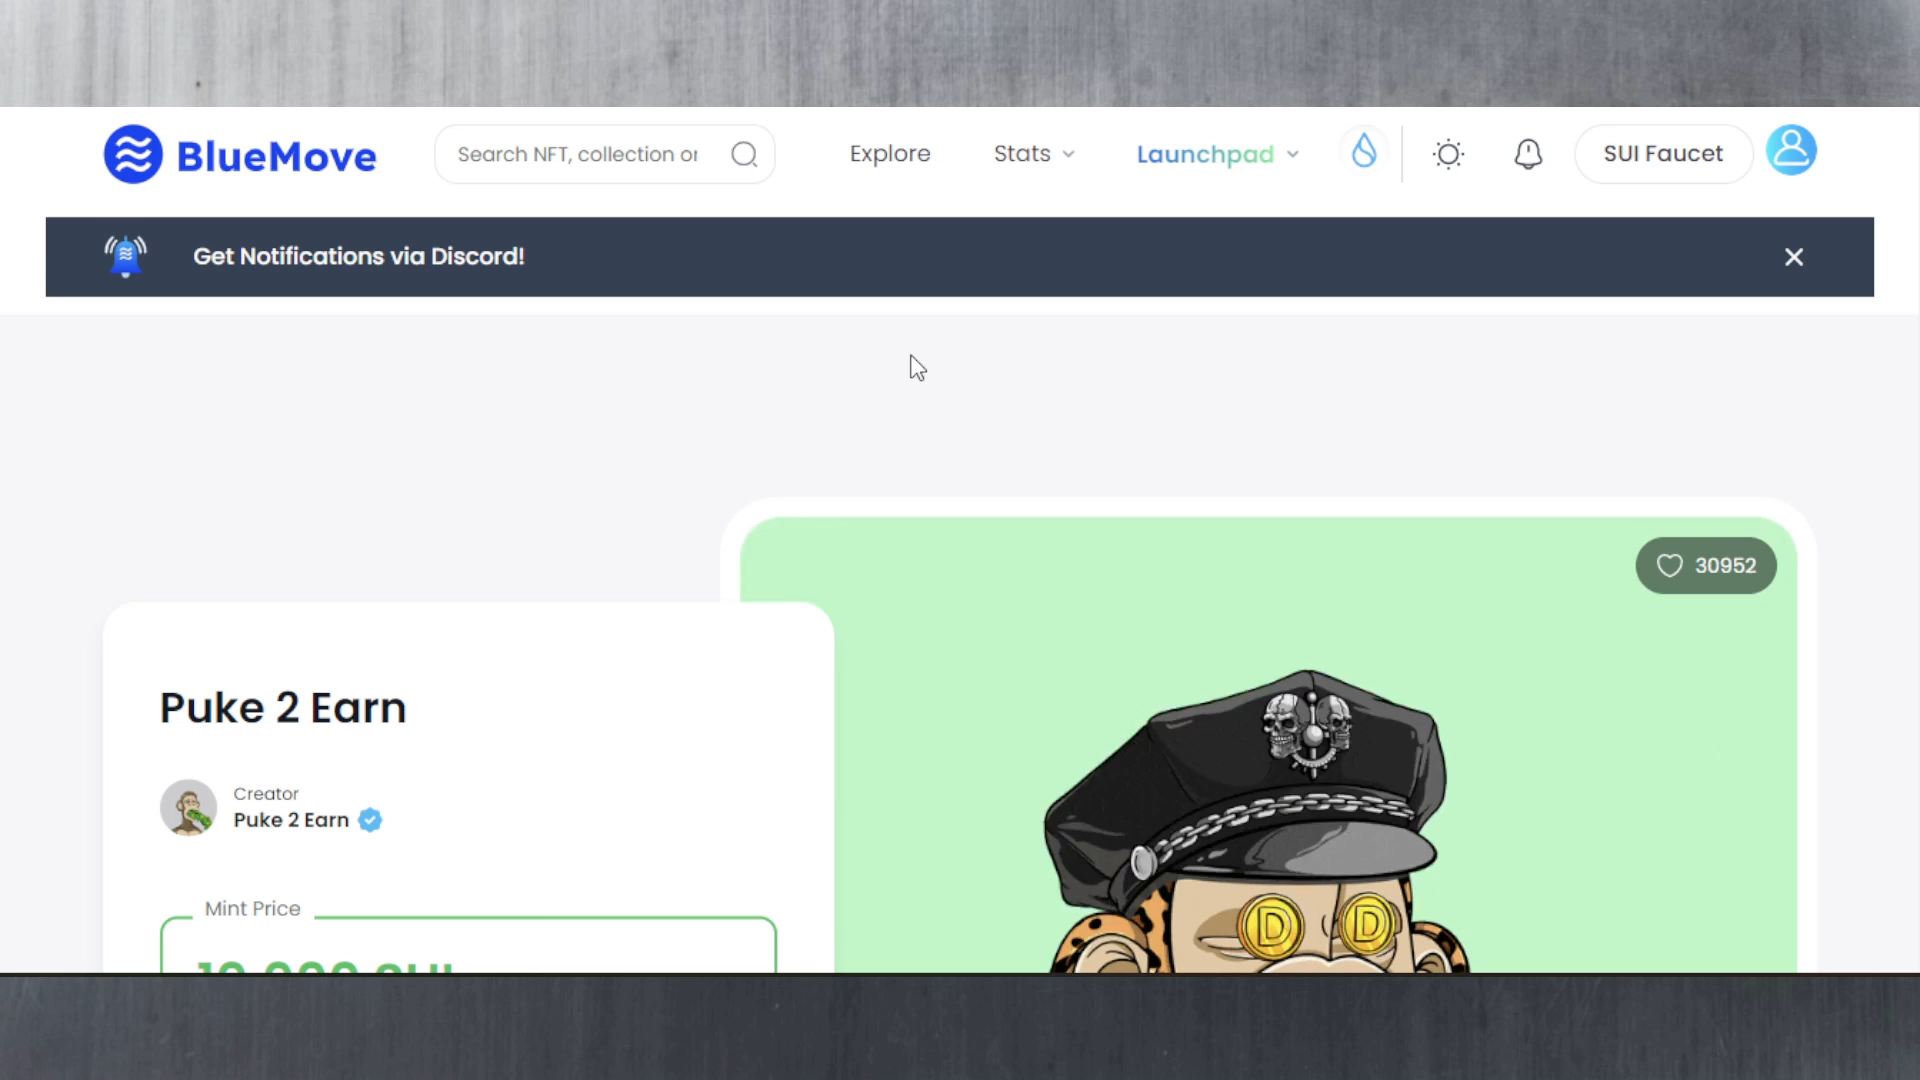 BlueMove
Search NFT, collection or
Explore
Stats
Launchpad
SUI Faucet
Get Notifications via Discord!
30952
Puke 2 Earn
Creator
Puke 2 Earn
Mint Price
D D